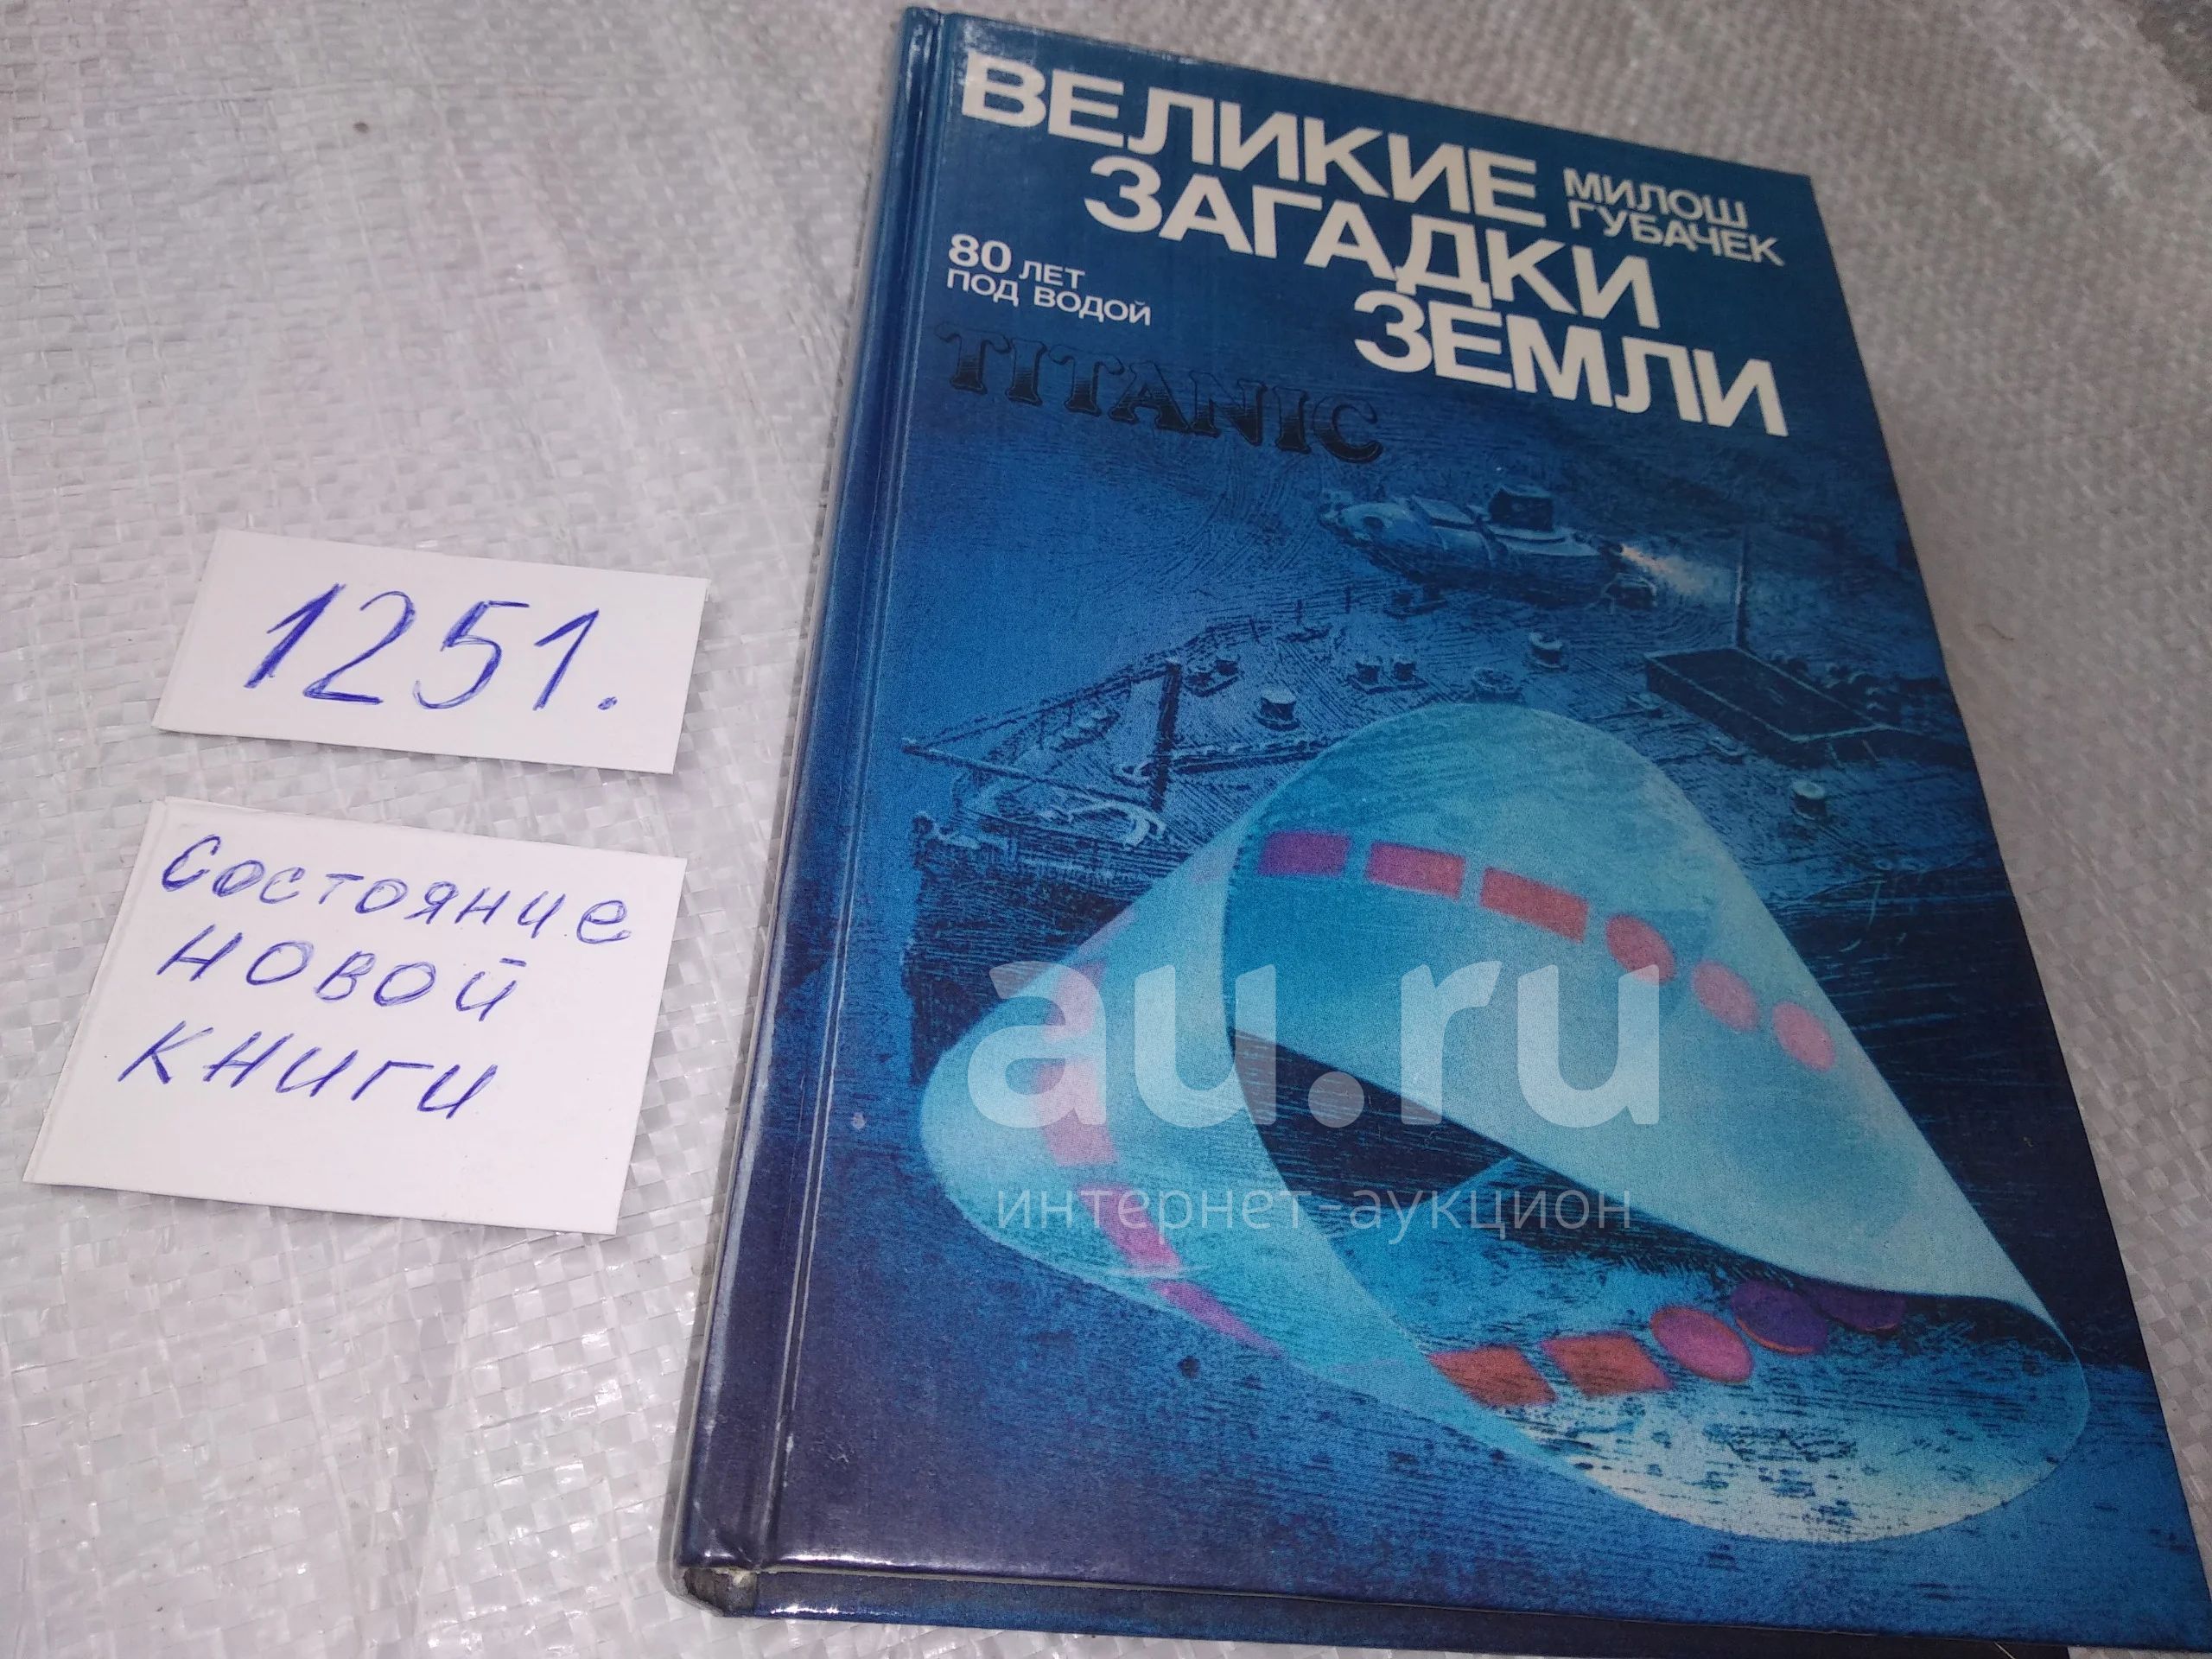 ВЕЛИКИЕ
ЗАГАДКИ
ЗЕМЛИ
МИЛОШ
ГУБАЧЕК
80 ЛЕТ
ПОД ВОДОЙ
TITANIC
1251.
Состояние
новой
книги
au.ru
интернет-аукцион